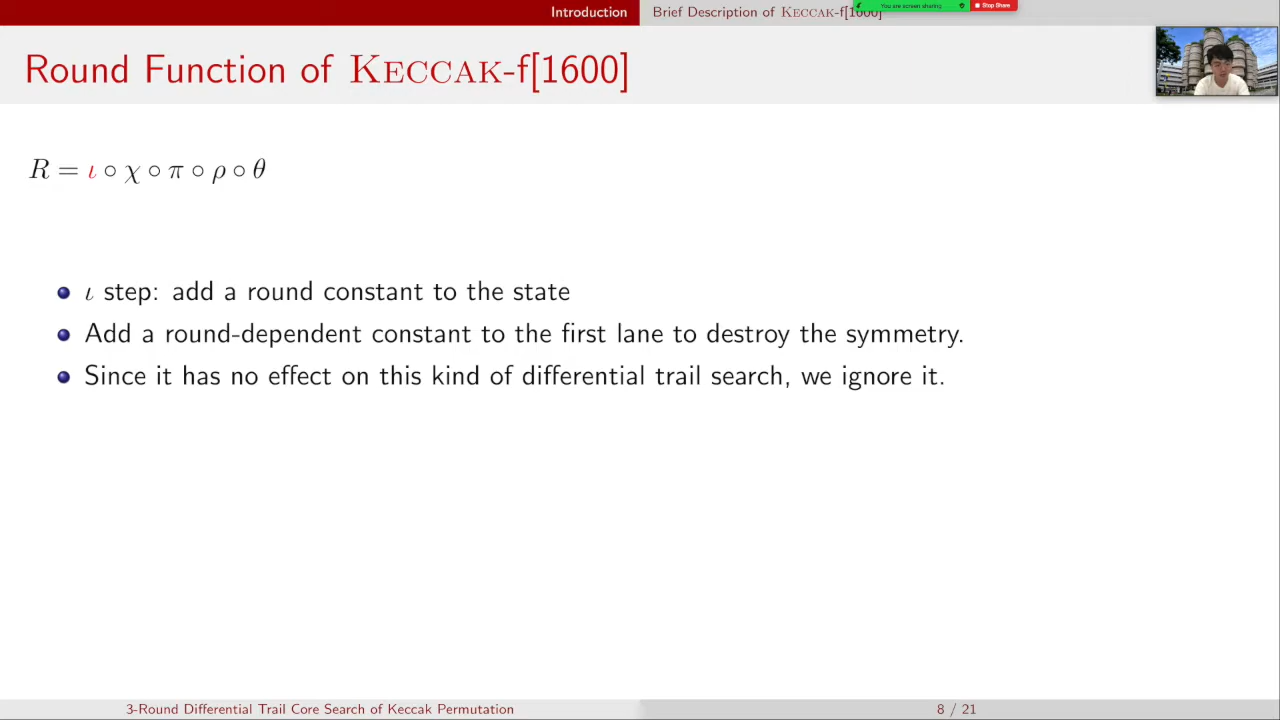 Introduction
Brief Description of KECCAK-f[1600]
You are screen sharing
Stop Share
Round Function of KECCAK-f[1600]
R = ι ∘ χ ∘ π ∘ ρ ∘ θ
ι step: add a round constant to the state
Add a round-dependent constant to the first lane to destroy the symmetry.
Since it has no effect on this kind of differential trail search, we ignore it.
3-Round Differential Trail Core Search of Keccak Permutation
8 / 21